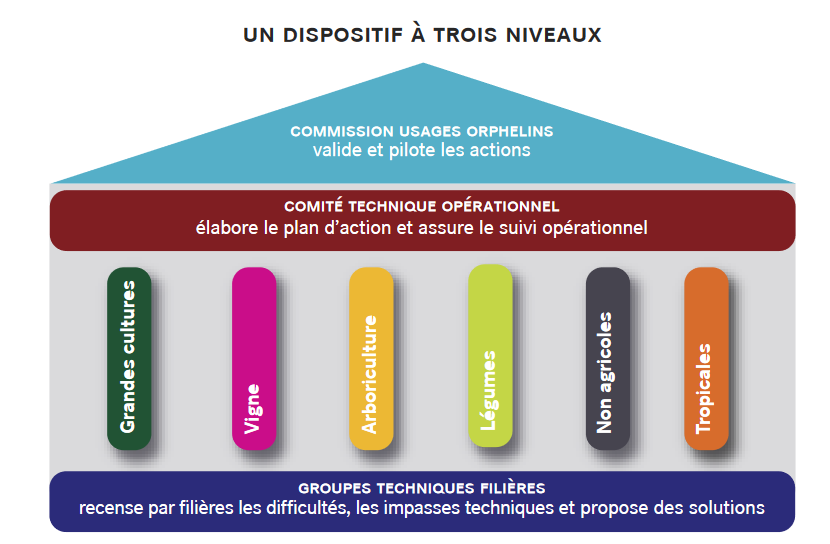 UN DISPOSITIF À TROIS NIVEAUX
COMMISSION USAGES ORPHELINS
valide et pilote les actions
COMITÉ TECHNIQUE OPÉRATIONNEL
élabore le plan d’action et assure le suivi opérationnel
Grandes cultures
Vigne
Arboriculture
Légumes
Non agricoles
Tropicales
GROUPES TECHNIQUES FILIÈRES
recense par filières les difficultés, les impasses techniques et propose des solutions